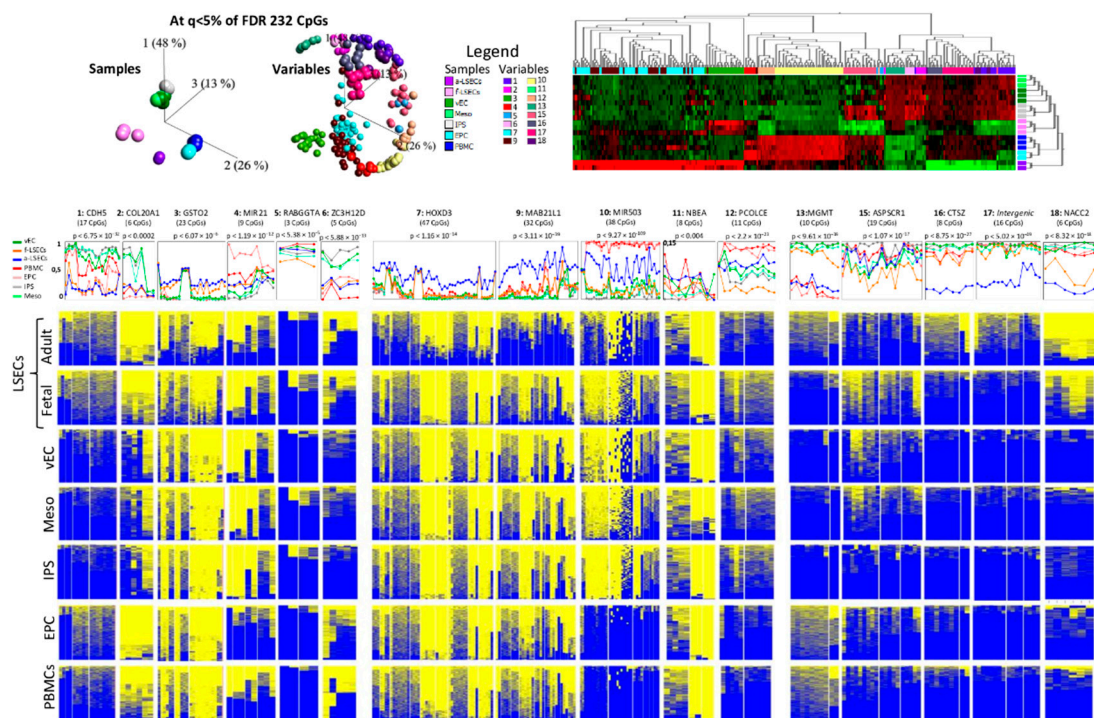 At q<5% of FDR 232 CpGs
1 (48 %)
Samples
3 (13 %)
2 (26 %)
Variables
(26 %)
Legend
Samples Variables
a-LSECs 1 10
f-LSECs 2 11
vEC 3 12
Meso 4 13
IPS 5 15
EPC 6 16
PBMC 7 17
9 18
1: CDH5 2: COL20A1 3: GSTO2 4: MIR21 5: RABGGTA 6: ZC3H12D 7: HOXD3 9: MAB21L1 10: MIR503 11: NBEA 12: PCOLCE 13:MGMT 15: ASPSCR1 16: CTSZ 17: Intergenic 18: NACC2
(17 CpGs) (6 CpGs) (23 CpGs) (9 CpGs) (3 CpGs) (5 CpGs) (47 CpGs) (32 CpGs) (38 CpGs) (8 CpGs) (11 CpGs) (10 CpGs) (19 CpGs) (8 CpGs) (16 CpGs) (6 CpGs)
p < 0.0002 p < 0.004
vEC
f-LSECs
a-LSECs
PBMC
EPC
IPS
Meso
1
0,5
0
0,15
LSECs
Adult
Fetal
vEC
Meso
IPS
EPC
PBMCs